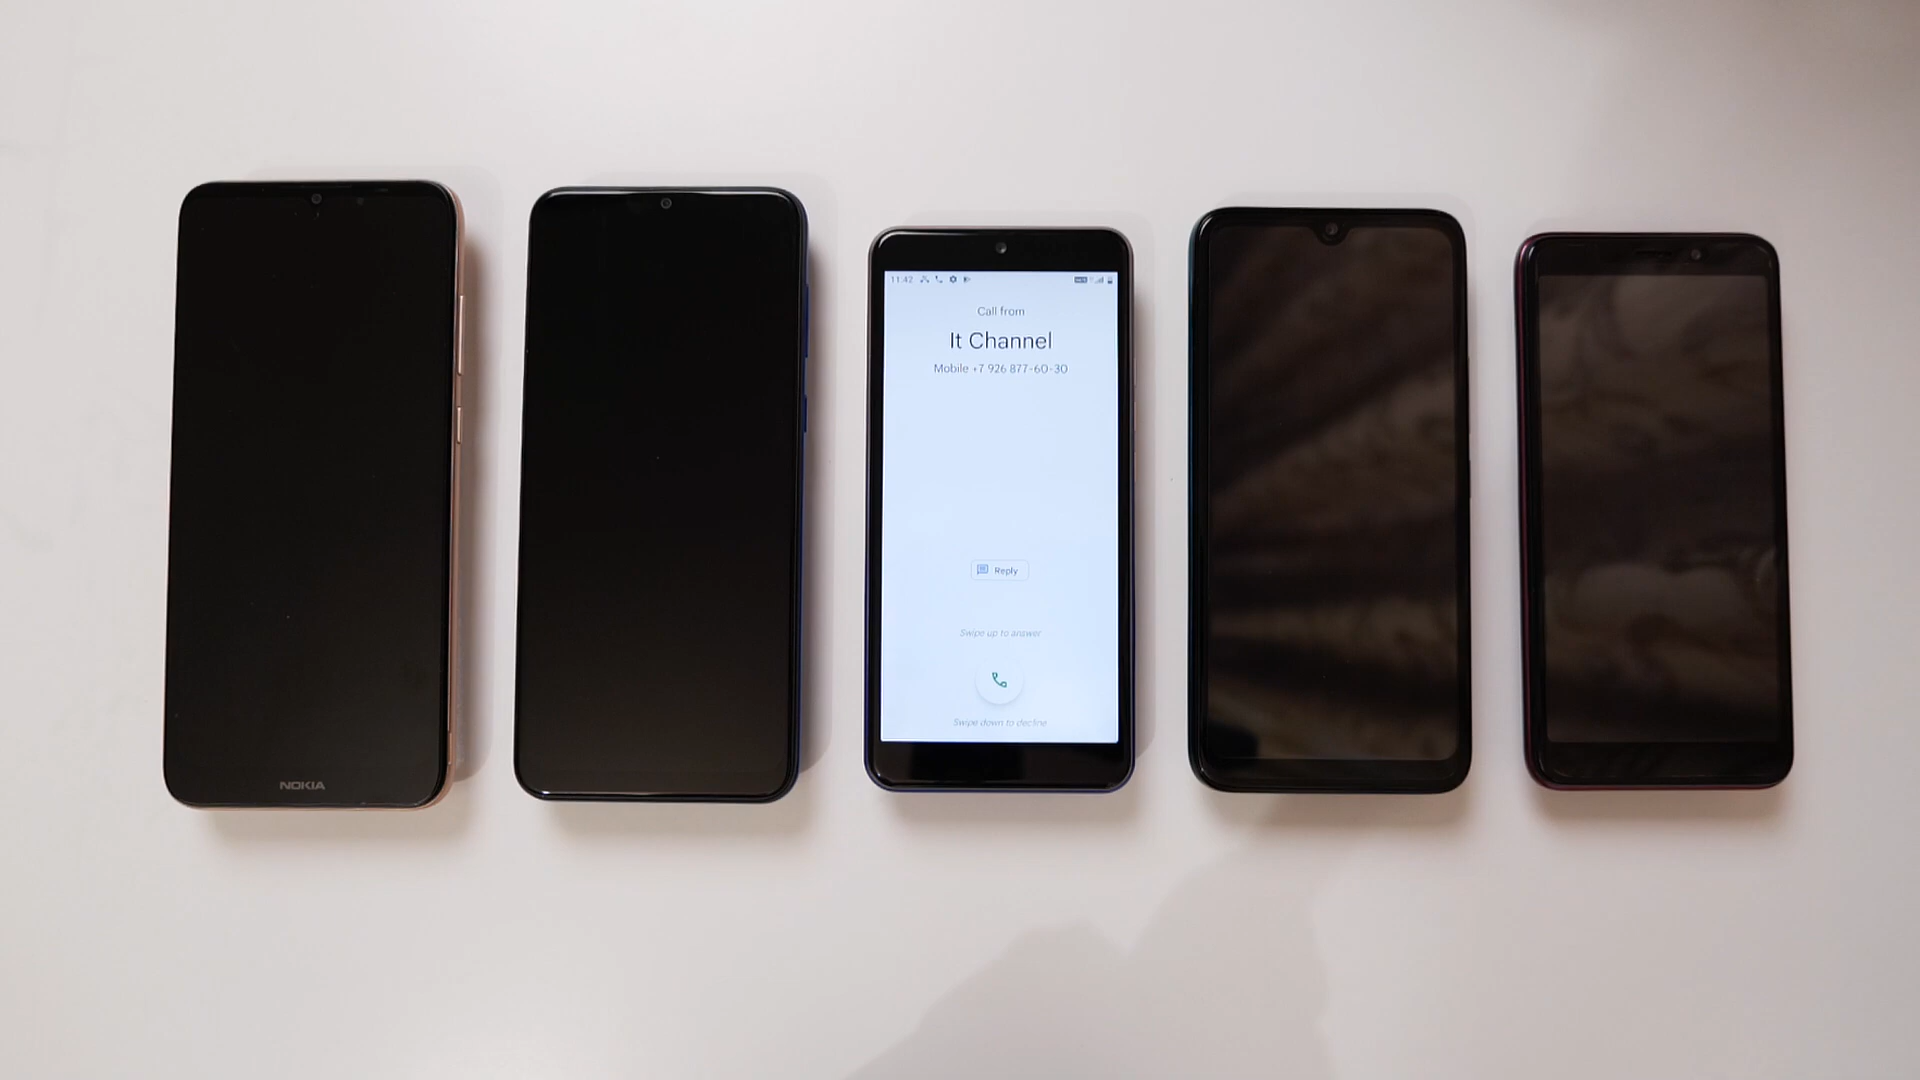 11:42
Call from
It Channel
Mobile +7 926 877-60-30
Reply
Swipe up to answer
Swipe down to decline
NOKIA